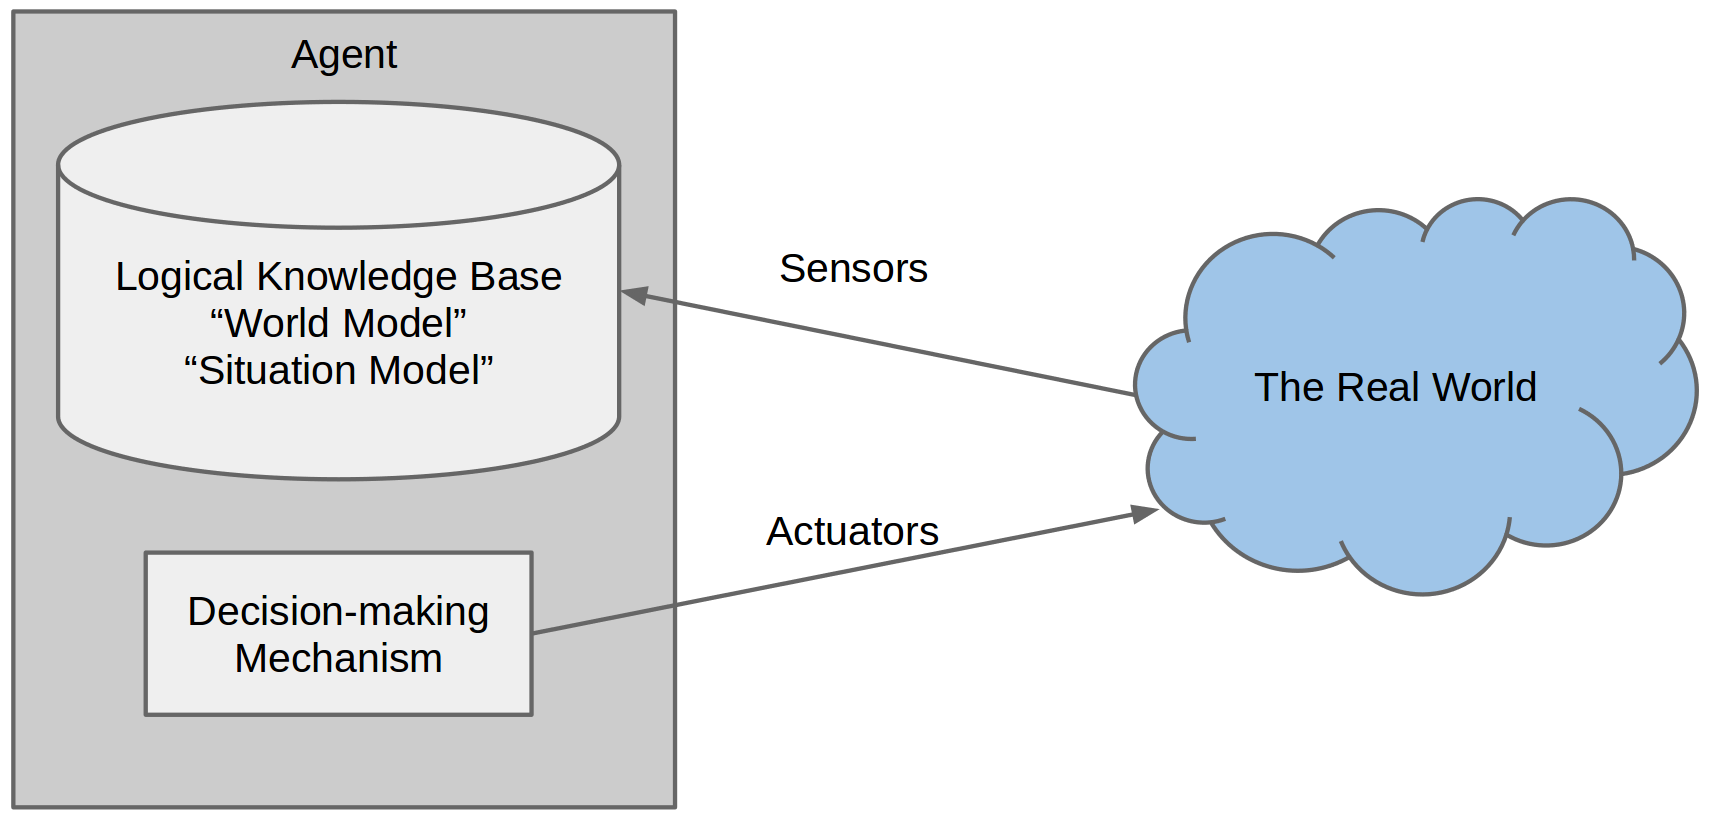 Agent
Logical Knowledge Base
“World Model”
“Situation Model”
Sensors
The Real World
Actuators
Decision-making
Mechanism